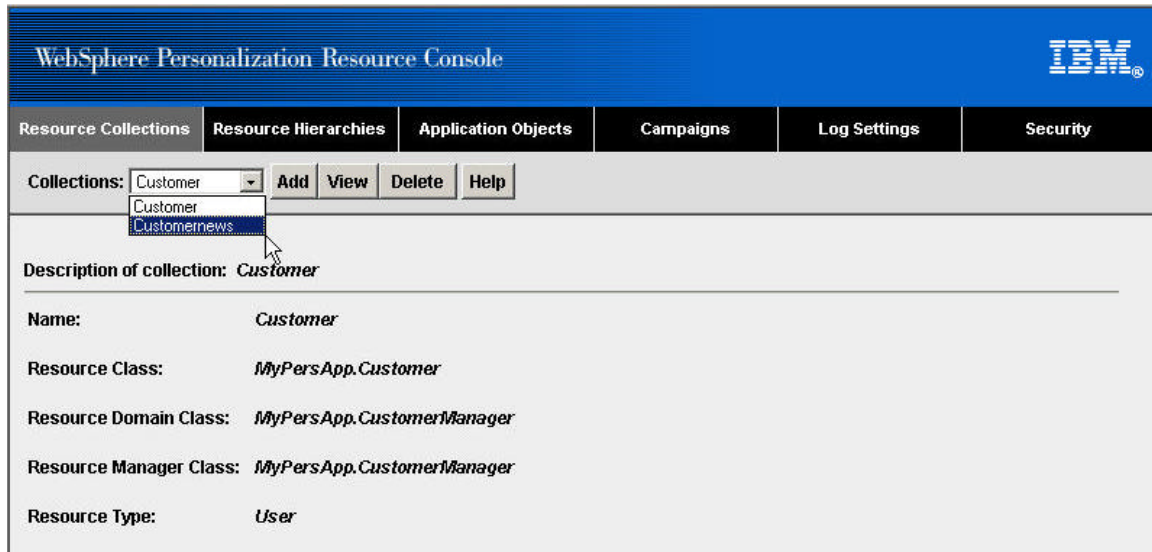 WebSphere Personalization Resource Console
IBM®
Resource Collections Resource Hierarchies Application Objects Campaigns Log Settings Security
Collections: Customer Add View Delete Help
Customer
Customernews
Description of collection: Customer
Name: Customer
Resource Class: MyPersApp.Customer
Resource Domain Class: MyPersApp.CustomerManager
Resource Manager Class: MyPersApp.CustomerManager
Resource Type: User